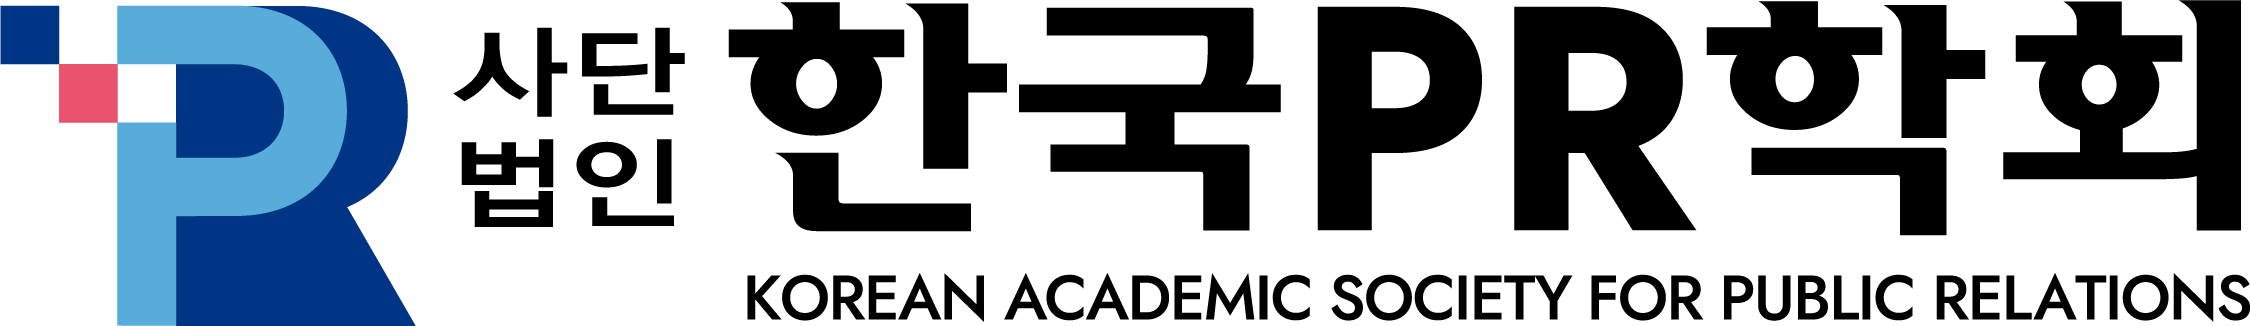 사단
법인
한국PR학회
KOREAN ACADEMIC SOCIETY FOR PUBLIC RELATIONS